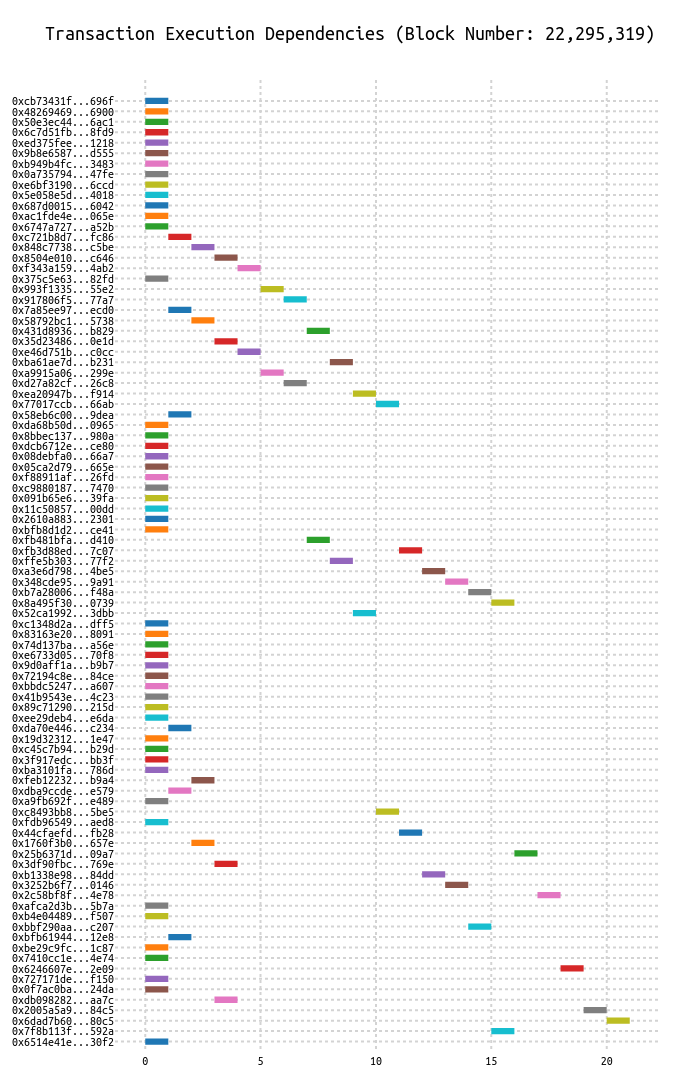 Transaction Execution Dependencies (Block Number: 22,295,319)
0xcb73431f...696f
0x48269469...6900
0x50e3ec44...6ac1
0x6c7d51fb...8fd9
0xed375fee...1218
0x9b8e6587...d555
0xb949b4fc...3483
0x0a735794...47fe
0xe6bf3190...6ccd
0x5e058e5d...4018
0x687d0015...6042
0xac1fde4e...065e
0x6747a727...a52b
0xc721b8d7...fc86
0x848c7738...c5be
0x8504e010...c646
0xf343a159...4ab2
0x375c5e63...82fd
0x993f1335...55e2
0x917806f5...77a7
0x7a85ee97...ecd0
0x58792bc1...5738
0x431d8936...b829
0x35d23486...0e1d
0xe46d751b...c0cc
0xba61ae7d...b231
0xa9915a06...299e
0xd27a82cf...26c8
0xea20947b...f914
0x77017ccb...66ab
0x58eb6c00...9dea
0xda68b50d...0965
0x8bbec137...980a
0xdcb6712e...ce80
0x08debfa0...66a7
0x05ca2d79...665e
0xf88911af...26fd
0xc9880187...7470
0x091b65e6...39fa
0x11c50857...00dd
0x2610a883...2301
0xbfb8d1d2...ce41
0xfb481bfa...d410
0xfb3d88ed...7c07
0xffe5b303...77f2
0xa3e6d798...4be5
0x348cde95...9a91
0xb7a28006...f48a
0x8a495f30...0739
0x52ca1992...3dbb
0xc1348d2a...dff5
0x83163e20...8091
0x74d137ba...a56e
0xe6733d05...70f8
0x9d0aff1a...b9b7
0x72194c8e...84ce
0xbbdc5247...a607
0x41b9543e...4c23
0x89c71290...215d
0xee29deb4...e6da
0xda70e446...c234
0x19d32312...1e47
0xc45c7b94...b29d
0x3f917edc...bb3f
0xba3101fa...786d
0xfeb12232...b9a4
0xdba9ccde...e579
0xa9fb692f...e489
0xc8493bb8...5be5
0xfdb96549...aed8
0x44cfaefd...fb28
0x1760f3b0...657e
0x25b6371d...09a7
0x3df90fbc...769e
0xb1338e98...84dd
0x3252b6f7...0146
0x2c58bf8f...4e78
0xafca2d3b...5b7a
0xb4e04489...f507
0xbbf290aa...c207
0xbfb61944...12e8
0xbe29c9fc...1c87
0x7410cc1e...4e74
0x6246607e...2e09
0x727171de...f150
0x0f7ac0ba...24da
0xdb098282...aa7c
0x2005a5a9...84c5
0x6dad7b60...80c5
0x7f8b113f...592a
0x6514e41e...30f2
0 5 10 15 20